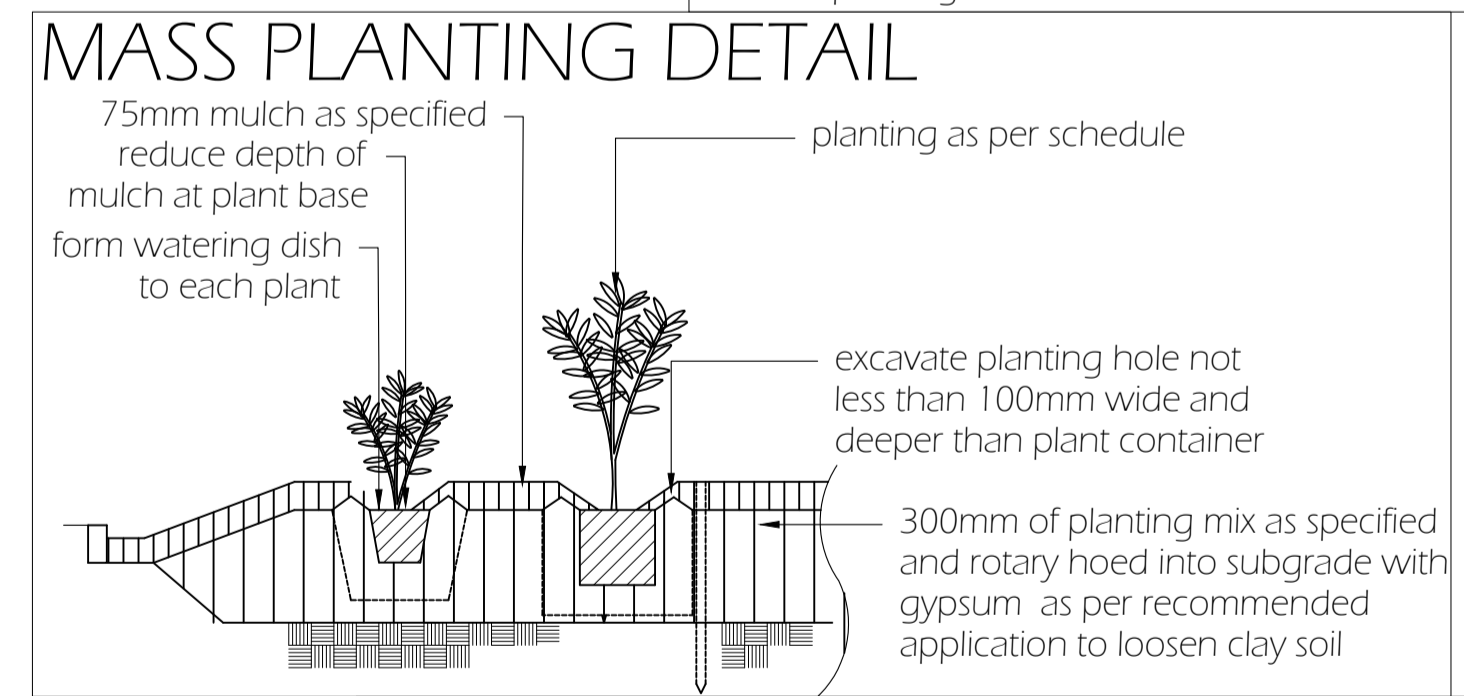 MASS PLANTING DETAIL
75mm mulch as specified
reduce depth of
mulch at plant base
form watering dish
to each plant
planting as per schedule
excavate planting hole not
less than 100mm wide and
deeper than plant container
300mm of planting mix as specified
and rotary hoed into subgrade with
gypsum as per recommended
application to loosen clay soil